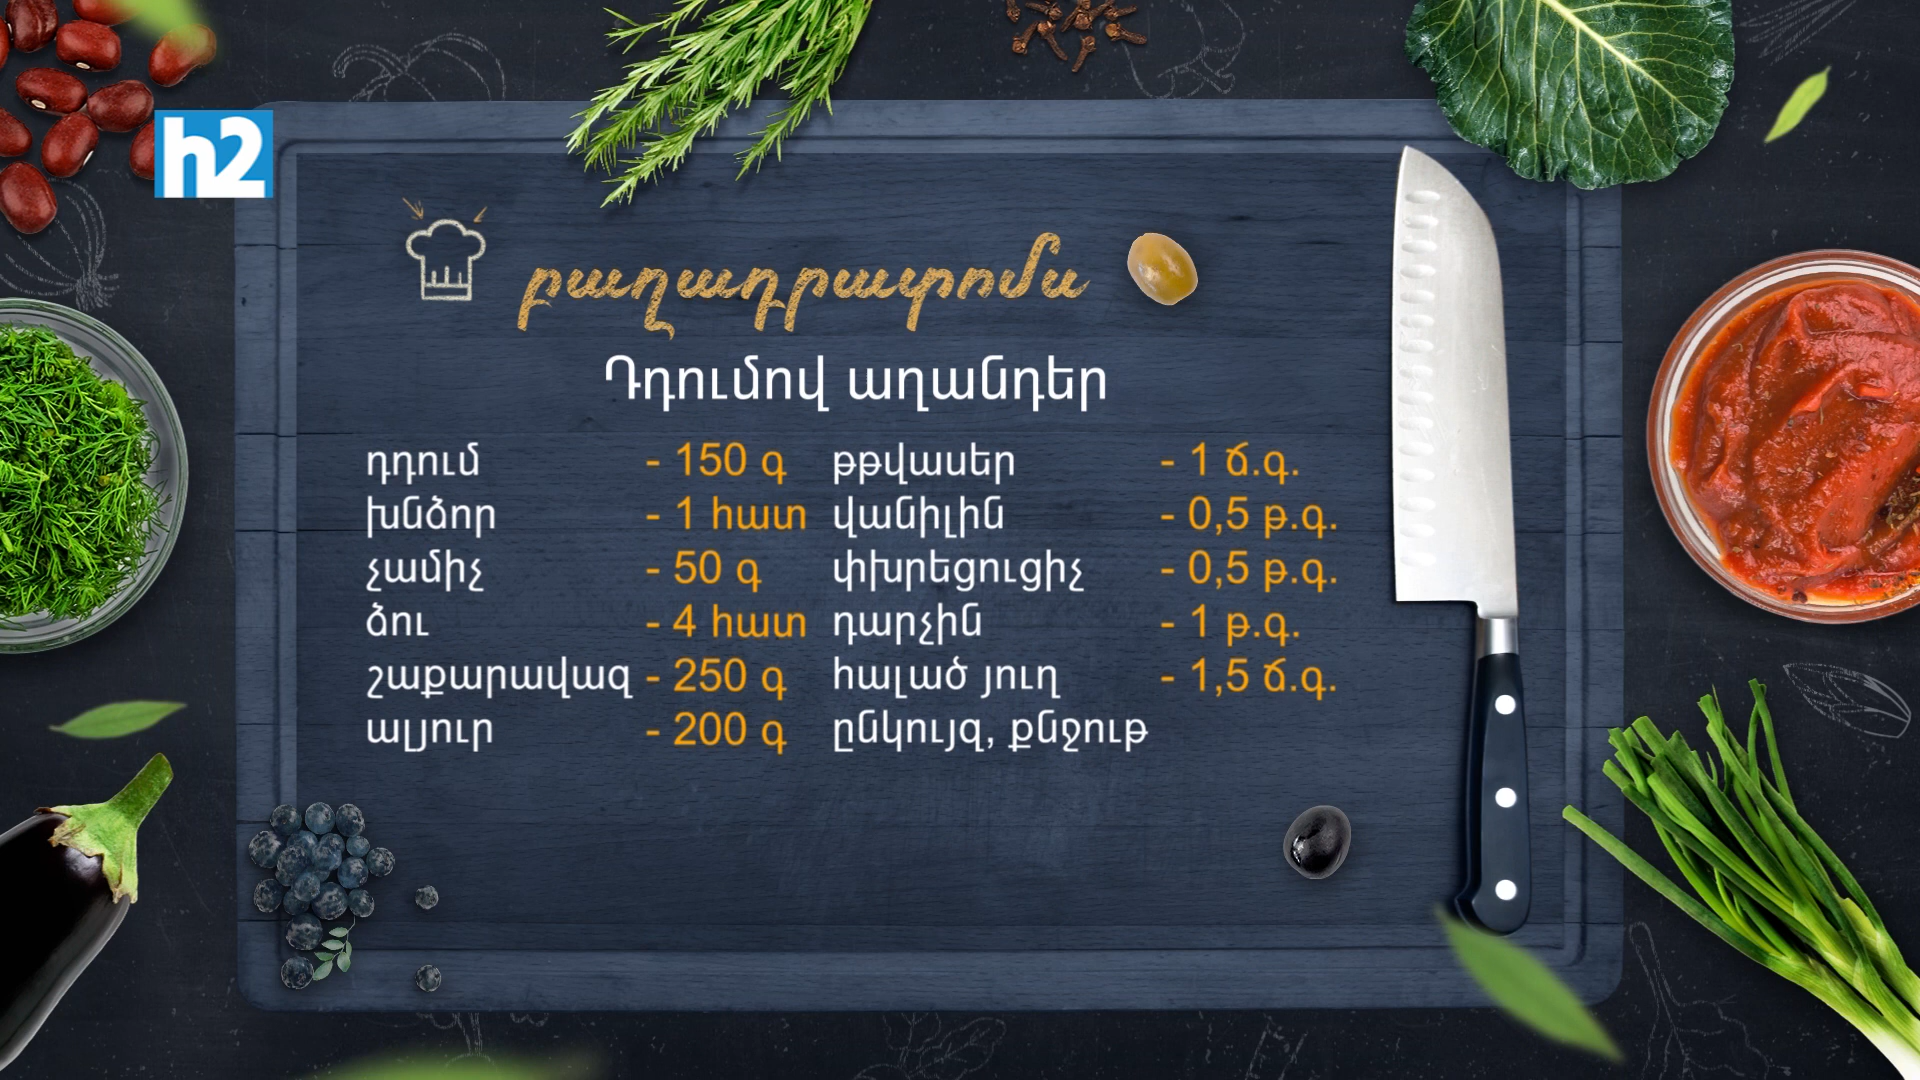 h2
բաղադրատոմս
Դդումով աղանդեր
դդում - 150 գ
խնձոր - 1 հատ
չամիչ - 50 գ
ձու - 4 հատ
շաքարավազ - 250 գ
ալյուր - 200 գ
թթվասեր - 1 ճ.գ.
վանիլին - 0,5 թ.գ.
փխրեցուցիչ - 0,5 թ.գ.
դարչին - 1 թ.գ.
հալած յուղ - 1,5 ճ.գ.
ընկույզ, քնջութ